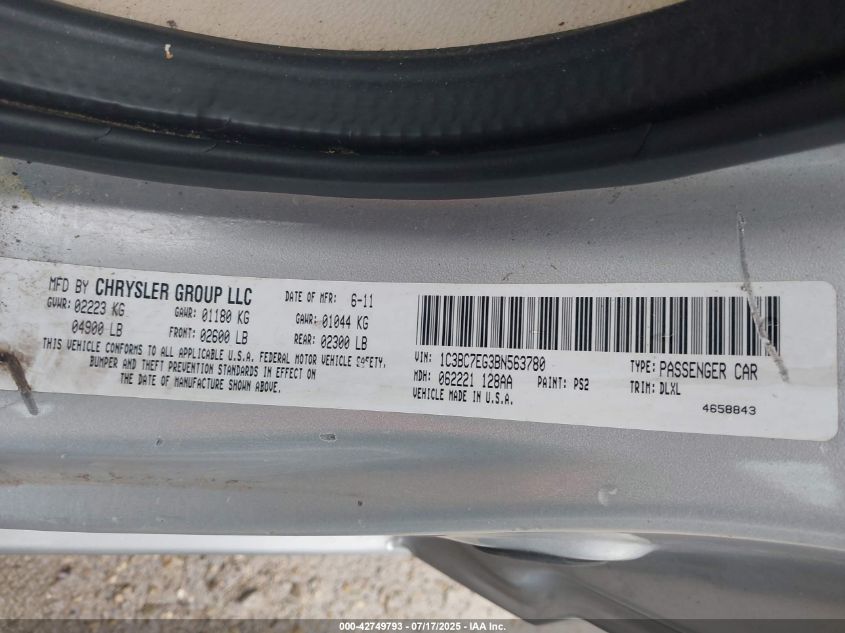 MFD BY CHRYSLER GROUP LLC DATE OF MFR: 6-11
GVWR: 02223 KG GAWR: 01180 KG GAWR: 01044 KG
04900 LB FRONT: 02600 LB REAR: 02300 LB
THIS VEHICLE CONFORMS TO ALL APPLICABLE U.S.A. FEDERAL MOTOR VEHICLE SAFETY,
BUMPER AND THEFT PREVENTION STANDARDS IN EFFECT ON
THE DATE OF MANUFACTURE SHOWN ABOVE.
VIN: 1C3BC7EG3BN563780 TYPE: PASSENGER CAR
MDH: 062221 128AA PAINT: PS2 TRIM: DLXL
VEHICLE MADE IN U.S.A. 4658843
000-42749793 - 07/17/2025 - IAA Inc.